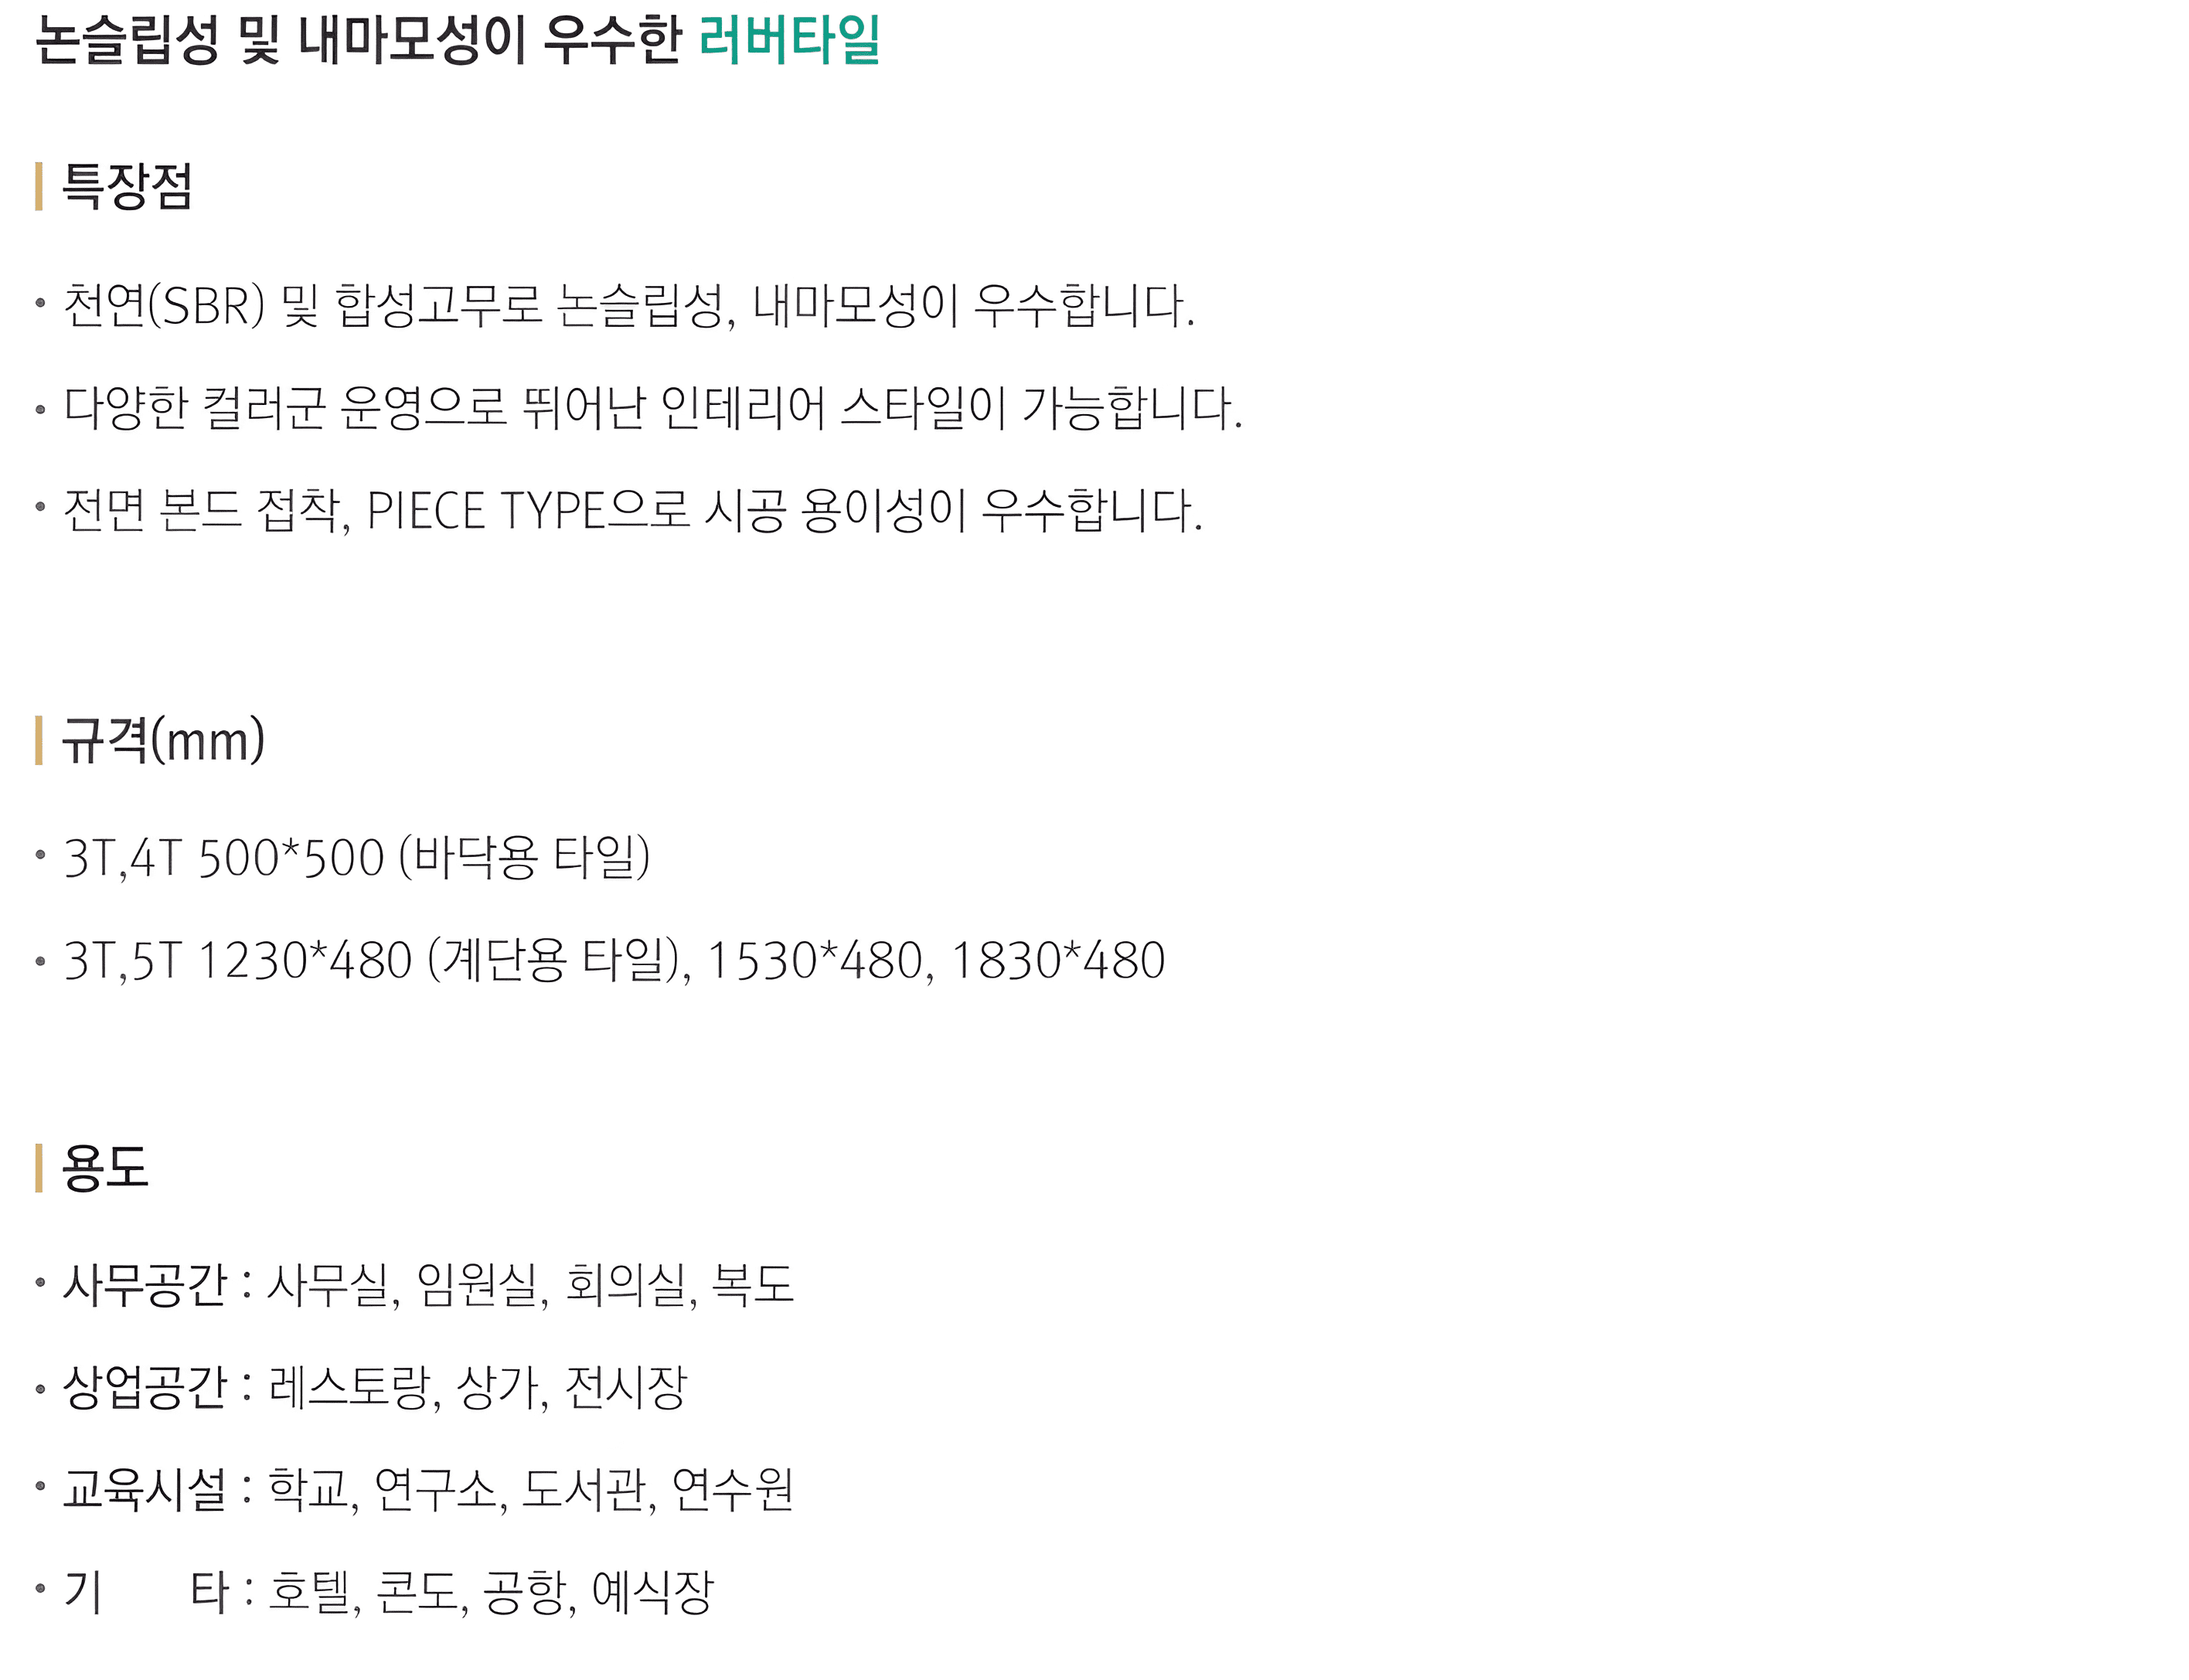 논슬립성 및 내마모성이 우수한 러버타일
특장점
• 천연(SBR) 및 합성고무로 논슬립성, 내마모성이 우수합니다.
• 다양한 컬러군 운영으로 뛰어난 인테리어 스타일이 가능합니다.
• 전면 본드 접착, PIECE TYPE으로 시공 용이성이 우수합니다.
규격(mm)
• 3T,4T 500*500 (바닥용 타일)
• 3T,5T 1230*480 (계단용 타일), 1530*480, 1830*480
용도
• 사무공간 : 사무실, 임원실, 회의실, 복도
• 상업공간 : 레스토랑, 상가, 전시장
• 교육시설 : 학교, 연구소, 도서관, 연수원
• 기 타 : 호텔, 콘도, 공항, 예식장